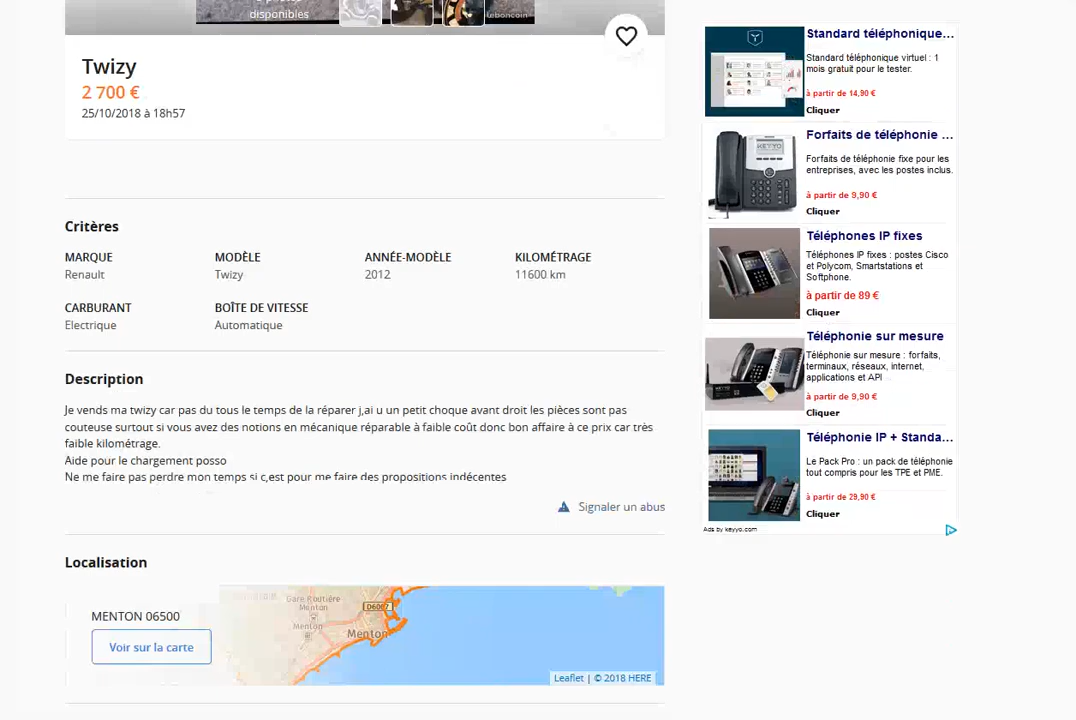 disponibles
leboncoin
Twizy
2 700 €
25/10/2018 à 18h57
Critères
MARQUE
Renault
MODÈLE
Twizy
ANNÉE-MODÈLE
2012
KILOMÉTRAGE
11600 km
CARBURANT
Electrique
BOÎTE DE VITESSE
Automatique
Description
Je vends ma twizy car pas du tous le temps de la réparer j,ai u un petit choque avant droit les pièces sont pas
couteuse surtout si vous avez des notions en mécanique réparable à faible coût donc bon affaire à ce prix car très
faible kilométrage.
Aide pour le chargement posso
Ne me faire pas perdre mon temps si c,est pour me faire des propositions indécentes
Signaler un abus
Localisation
MENTON 06500
Voir sur la carte
Gare Routière
Menton
Menton
D6007
Menton
Leaflet | © 2018 HERE
Standard téléphonique...
Standard téléphonique virtuel : 1
mois gratuit pour le tester.
à partir de 14,90 €
Cliquer
KEYYO
Forfaits de téléphonie ...
Forfaits de téléphonie fixe pour les
entreprises, avec les postes inclus.
à partir de 9,90 €
Cliquer
Téléphones IP fixes
Téléphones IP fixes : postes Cisco
et Polycom, Smartstations et
Softphone.
à partir de 89 €
Cliquer
Téléphonie sur mesure
Téléphonie sur mesure : forfaits,
terminaux, réseaux, internet,
applications et API
à partir de 9,90 €
Cliquer
Téléphonie IP + Standa...
Le Pack Pro : un pack de téléphonie
tout compris pour les TPE et PME.
à partir de 29,90 €
Cliquer
Ads by keyyo.com